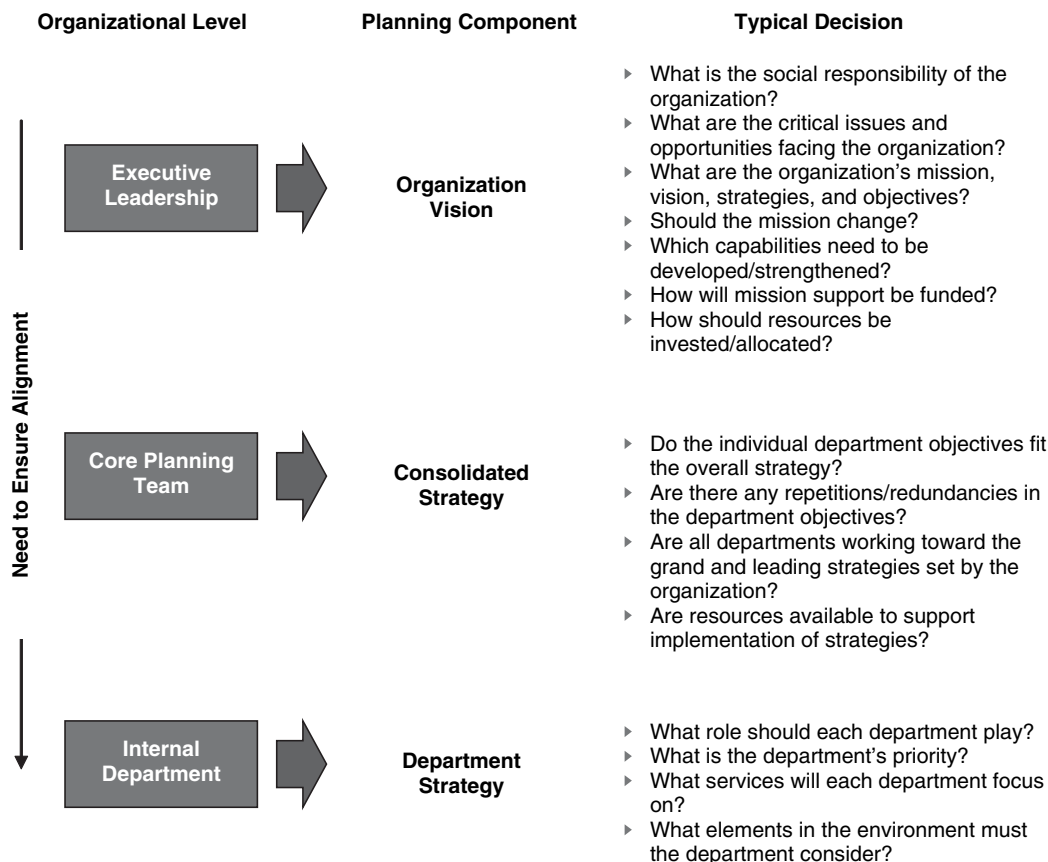 Organizational Level
Planning Component
Typical Decision
Need to Ensure Alignment
Executive
Leadership
Organization
Vision
What is the social responsibility of the
organization?
What are the critical issues and
opportunities facing the organization?
What are the organization’s mission,
vision, strategies, and objectives?
Should the mission change?
Which capabilities need to be
developed/strengthened?
How will mission support be funded?
How should resources be
invested/allocated?
Core Planning
Team
Consolidated
Strategy
Do the individual department objectives fit
the overall strategy?
Are there any repetitions/redundancies in
the department objectives?
Are all departments working toward the
grand and leading strategies set by the
organization?
Are resources available to support
implementation of strategies?
Internal
Department
Department
Strategy
What role should each department play?
What is the department’s priority?
What services will each department focus
on?
What elements in the environment must
the department consider?